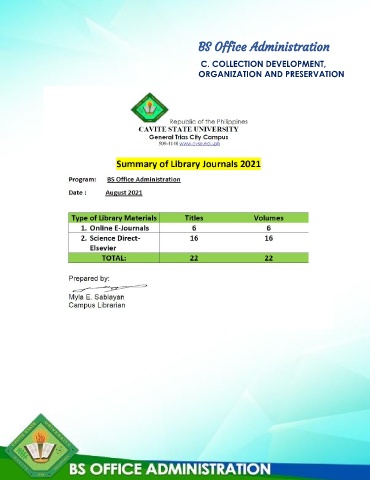 BS Office Administration
C. COLLECTION DEVELOPMENT,
ORGANIZATION AND PRESERVATION
Republic of the Philippines
CAVITE STATE UNIVERSITY
General Trias City Campus
www.cvsu.edu.ph
Summary of Library Journals 2021
Program: BS Office Administration
Date : August 2021
Type of Library Materials Titles Volumes
1. Online E-Journals 6 6
2. Science Direct- 16 16
Elsevier
TOTAL: 22 22
Prepared by:
Myla E. Sablayan
Campus Librarian
BS OFFICE ADMINISTRATION